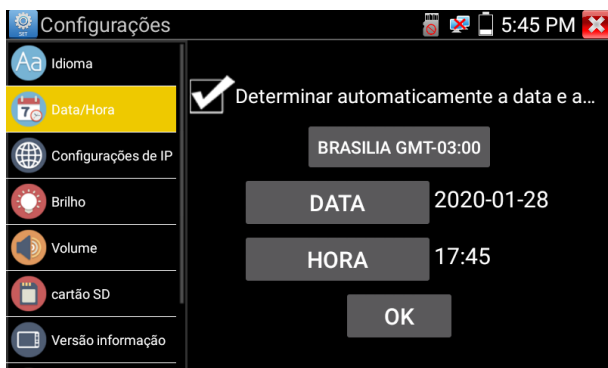 Configurações
5:45 PM
Idioma
Data/Hora
Configurações de IP
Brilho
Volume
cartão SD
Versão informação
Determinar automaticamente a data e a...
BRASILIA GMT-03:00
DATA 2020-01-28
HORA 17:45
OK